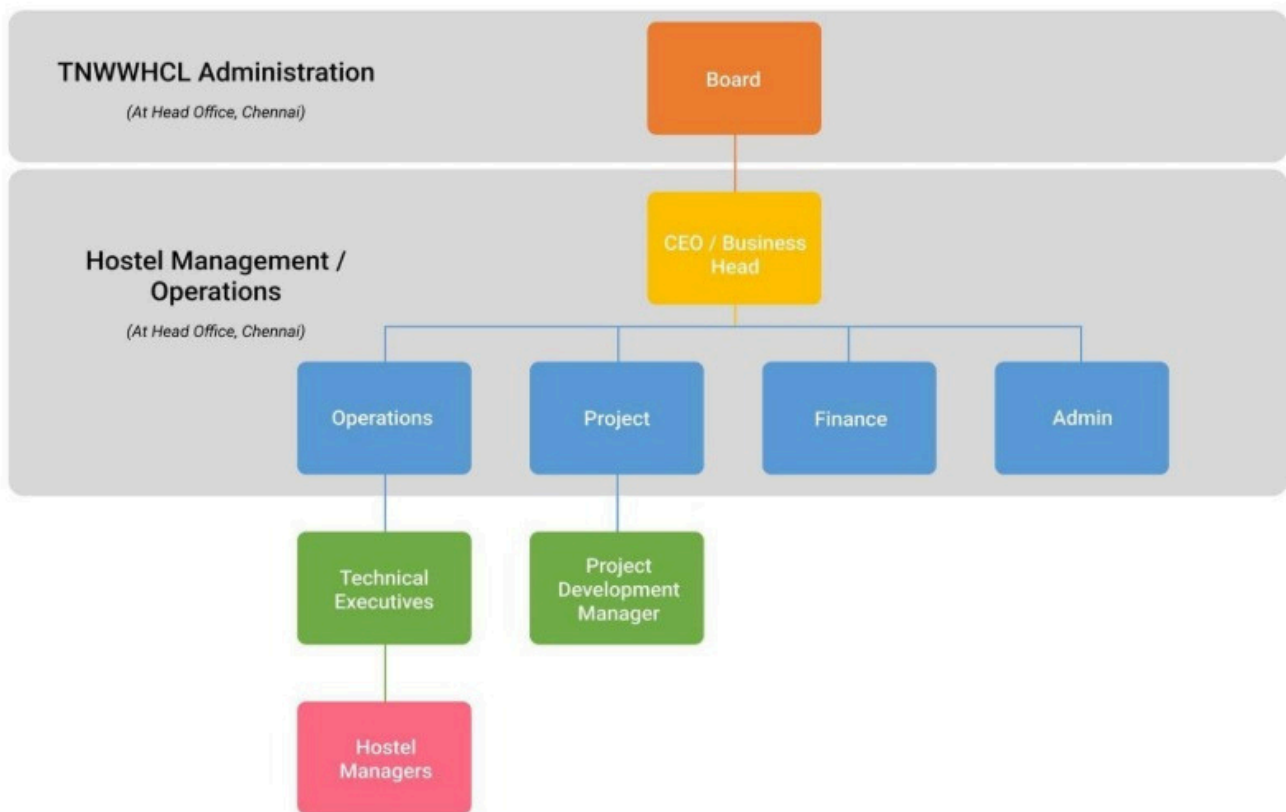 TNWWHCL Administration
(At Head Office, Chennai)
Board
Hostel Management /
Operations
(At Head Office, Chennai)
CEO / Business
Head
Operations
Project
Finance
Admin
Technical
Executives
Project
Development
Manager
Hostel
Managers